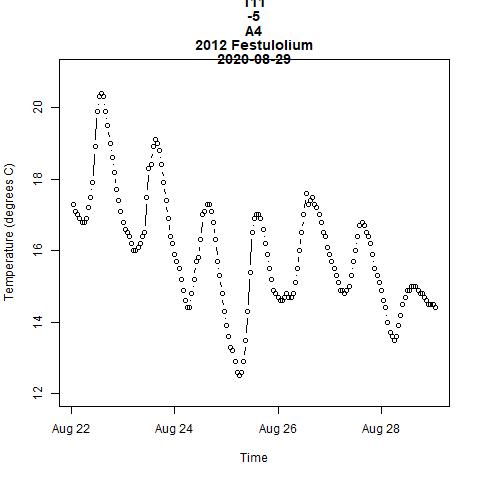 T11
-5
A4
2012 Festulolium
2020-08-29
Temperature (degrees C)
20
18
16
14
12
Aug 22 Aug 24 Aug 26 Aug 28
Time